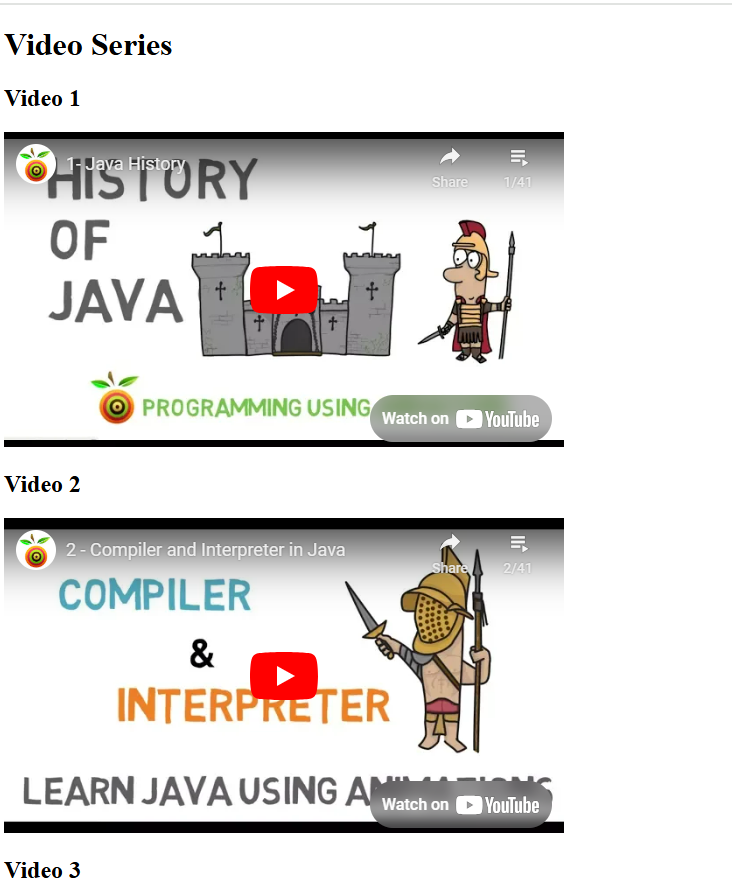 Video Series
Video 1
1- Java History
Share
1/41
HISTORY
OF
JAVA
PROGRAMMING USING
Watch on YouTube
Video 2
2 - Compiler and Interpreter in Java
Share
2/41
COMPILER
&
INTERPRETER
LEARN JAVA USING ANIMATIONS
Watch on YouTube
Video 3